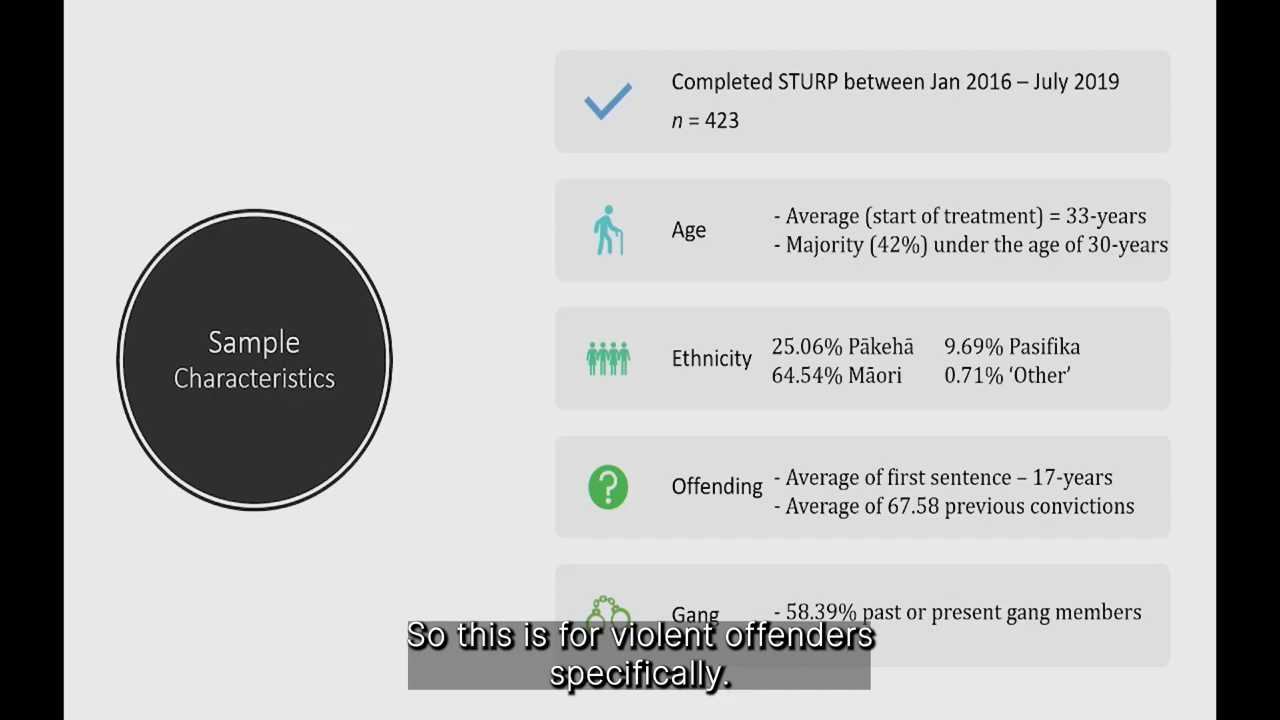 Sample
Characteristics
Completed STURP between Jan 2016 – July 2019
n = 423
Age
- Average (start of treatment) = 33-years
- Majority (42%) under the age of 30-years
Ethnicity
25.06% Pākehā 9.69% Pasifika
64.54% Māori 0.71% ‘Other’
Offending
- Average of first sentence – 17-years
- Average of 67.58 previous convictions
Gang
- 58.39% past or present gang members
So this is for violent offenders
specifically.